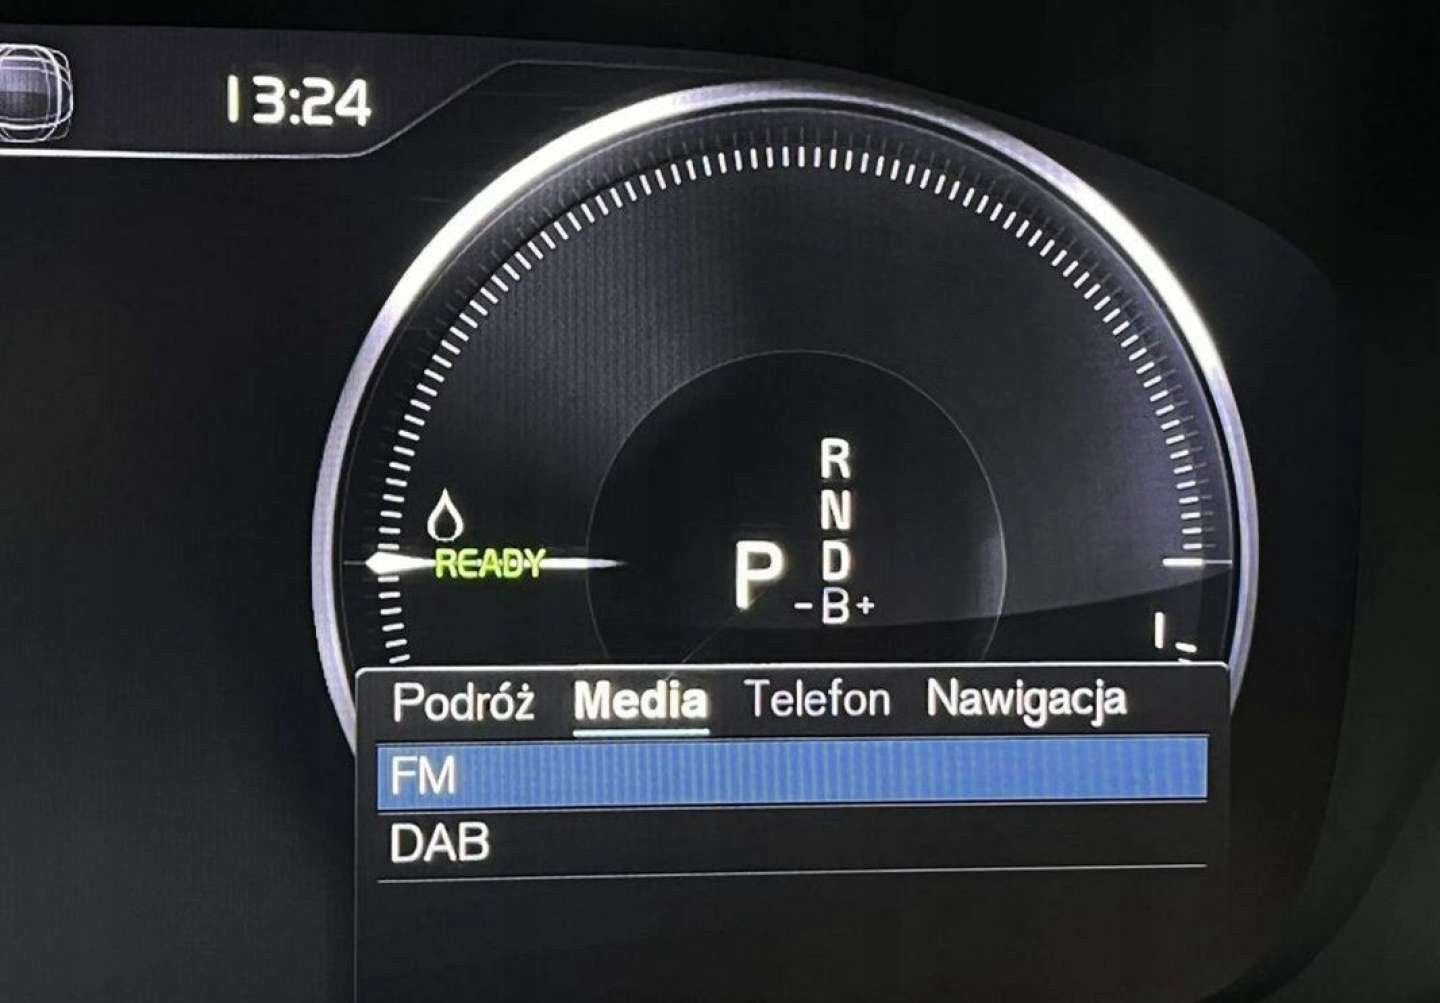 13:24
R
N
READY
P D
-B+
Podróż Media Telefon Nawigacja
FM
DAB